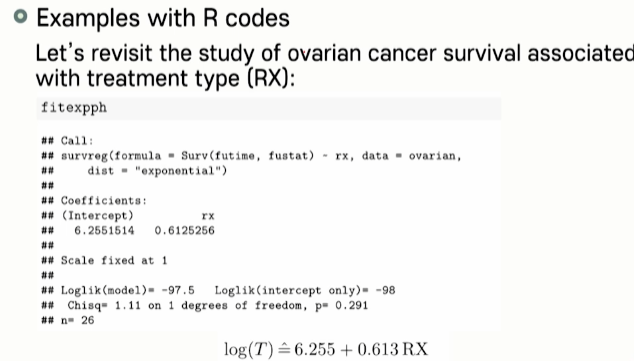 Examples with R codes
Let's revisit the study of ovarian cancer survival associated
with treatment type (RX):
fitexpph
## Call:
## survreg(formula = Surv(futime, fustat) ~ rx, data = ovarian,
##     dist = "exponential")
##
## Coefficients:
## (Intercept)          rx
##   6.2551514   0.6125256
##
## Scale fixed at 1
##
## Loglik(model)= -97.5   Loglik(intercept only)= -98
##  Chisq= 1.11 on 1 degrees of freedom, p= 0.291
## n= 26
log(T) =̂ 6.255 + 0.613 RX